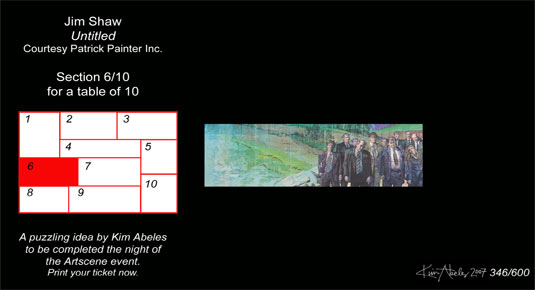 Jim Shaw
Untitled
Courtesy Patrick Painter Inc.
Section 6/10
for a table of 10
1
2
3
4
5
6
7
8
9
10
A puzzling idea by Kim Abeles
to be completed the night of
the Artscene event.
Print your ticket now.
Kim Abeles 2007 346/600